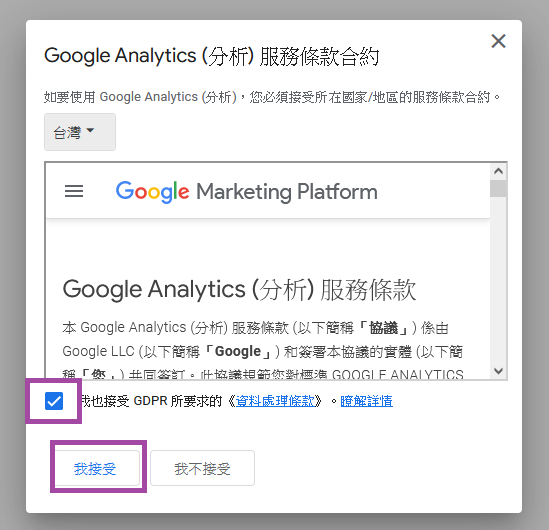 Google Analytics (分析) 服務條款合約
如要使用 Google Analytics (分析)，您必須接受所在國家/地區的服務條款合約。
台灣
Google Marketing Platform
Google Analytics (分析) 服務條款
本 Google Analytics (分析) 服務條款 (以下簡稱「協議」) 係由
Google LLC (以下簡稱「Google」) 和簽署本協議的實體 (以下簡
稱「您」) 共同簽訂。此協議規範您對標準 GOOGLE ANALYTICS
我也接受 GDPR 所要求的《資料處理條款》。瞭解詳情
我接受
我不接受